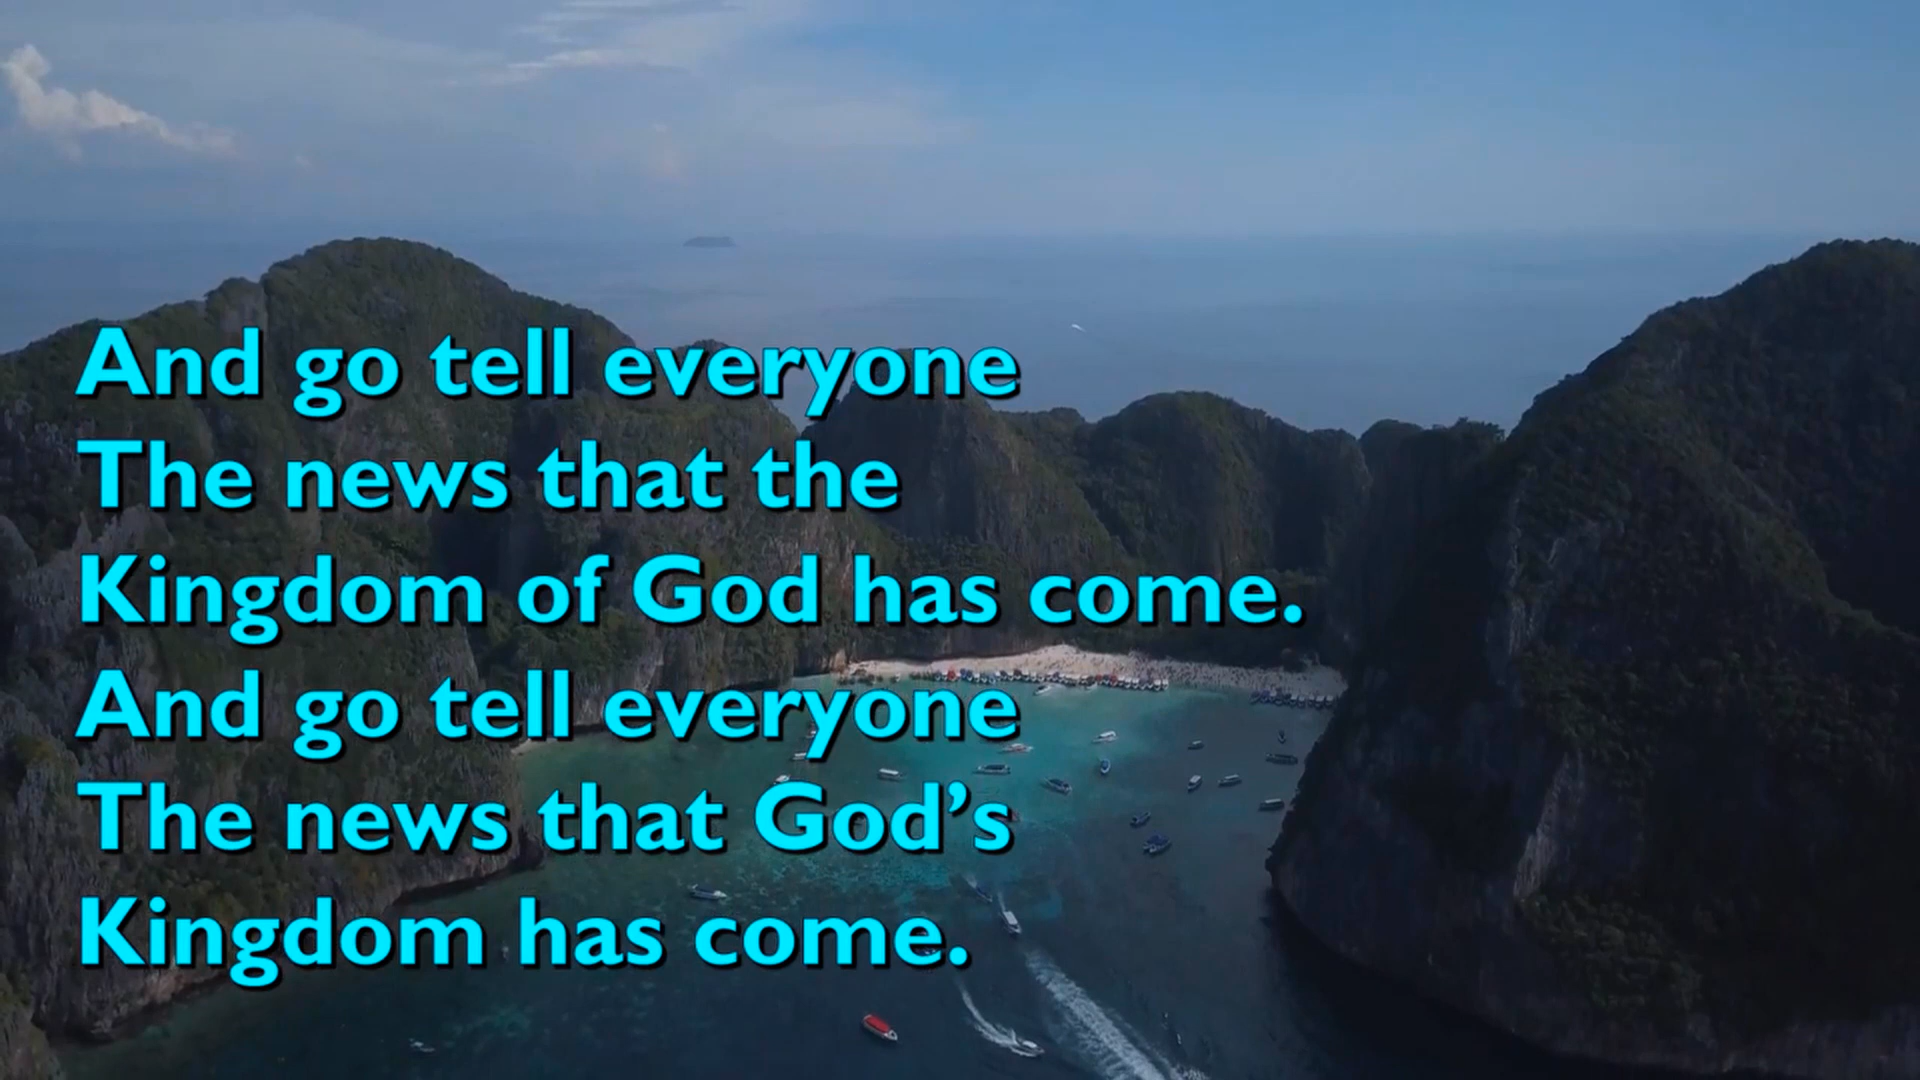 And go tell everyone
The news that the
Kingdom of God has come.
And go tell everyone
The news that God’s
Kingdom has come.